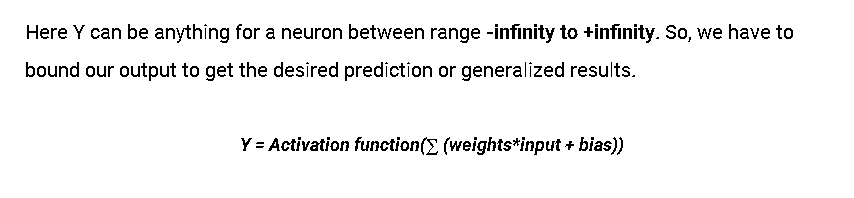 Here Y can be anything for a neuron between range -infinity to +infinity. So, we have to
bound our output to get the desired prediction or generalized results.
Y = Activation function(∑ (weights*input + bias))